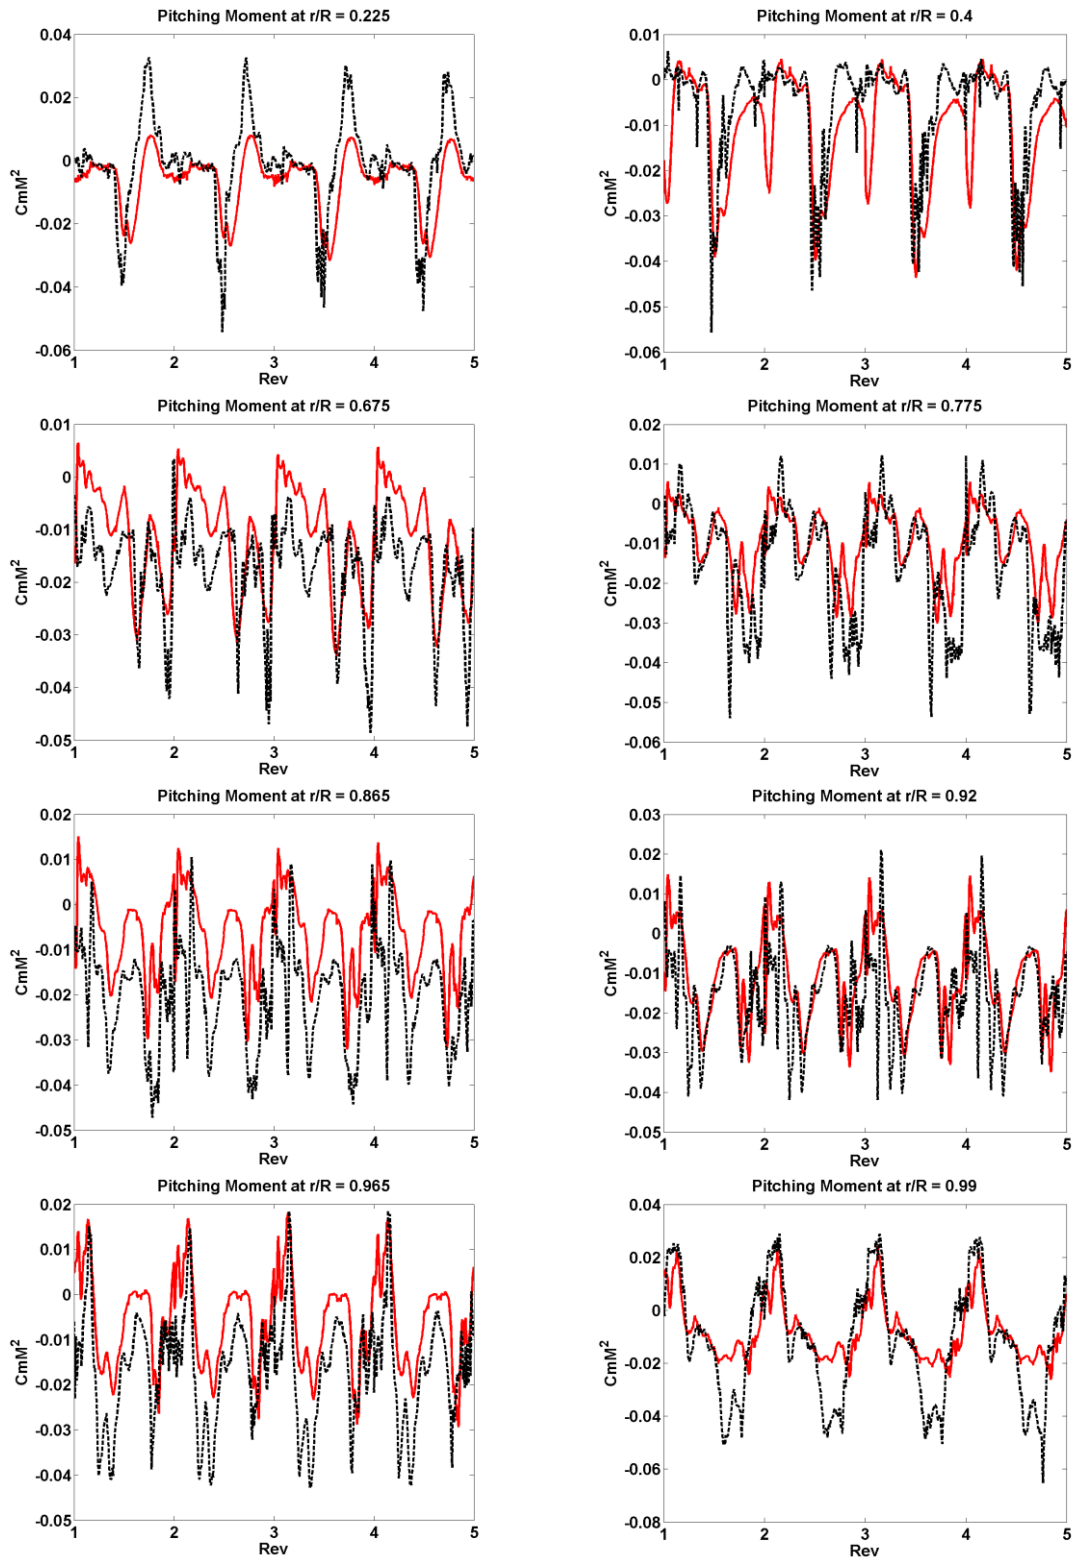 Pitching Moment at r/R = 0.225
0.04
0.02
0
-0.02
-0.04
-0.06
CmM²
1 2 3 4 5
Rev
Pitching Moment at r/R = 0.4
0.01
0
-0.01
-0.02
-0.03
-0.04
-0.05
-0.06
CmM²
1 2 3 4 5
Rev
Pitching Moment at r/R = 0.675
0.01
0
-0.01
-0.02
-0.03
-0.04
-0.05
CmM²
1 2 3 4 5
Rev
Pitching Moment at r/R = 0.775
0.02
0.01
0
-0.01
-0.02
-0.03
-0.04
-0.05
-0.06
CmM²
1 2 3 4 5
Rev
Pitching Moment at r/R = 0.865
0.02
0.01
0
-0.01
-0.02
-0.03
-0.04
-0.05
CmM²
1 2 3 4 5
Rev
Pitching Moment at r/R = 0.92
0.03
0.02
0.01
0
-0.01
-0.02
-0.03
-0.04
-0.05
CmM²
1 2 3 4 5
Rev
Pitching Moment at r/R = 0.965
0.02
0.01
0
-0.01
-0.02
-0.03
-0.04
-0.05
CmM²
1 2 3 4 5
Rev
Pitching Moment at r/R = 0.99
0.04
0.02
0
-0.02
-0.04
-0.06
-0.08
CmM²
1 2 3 4 5
Rev